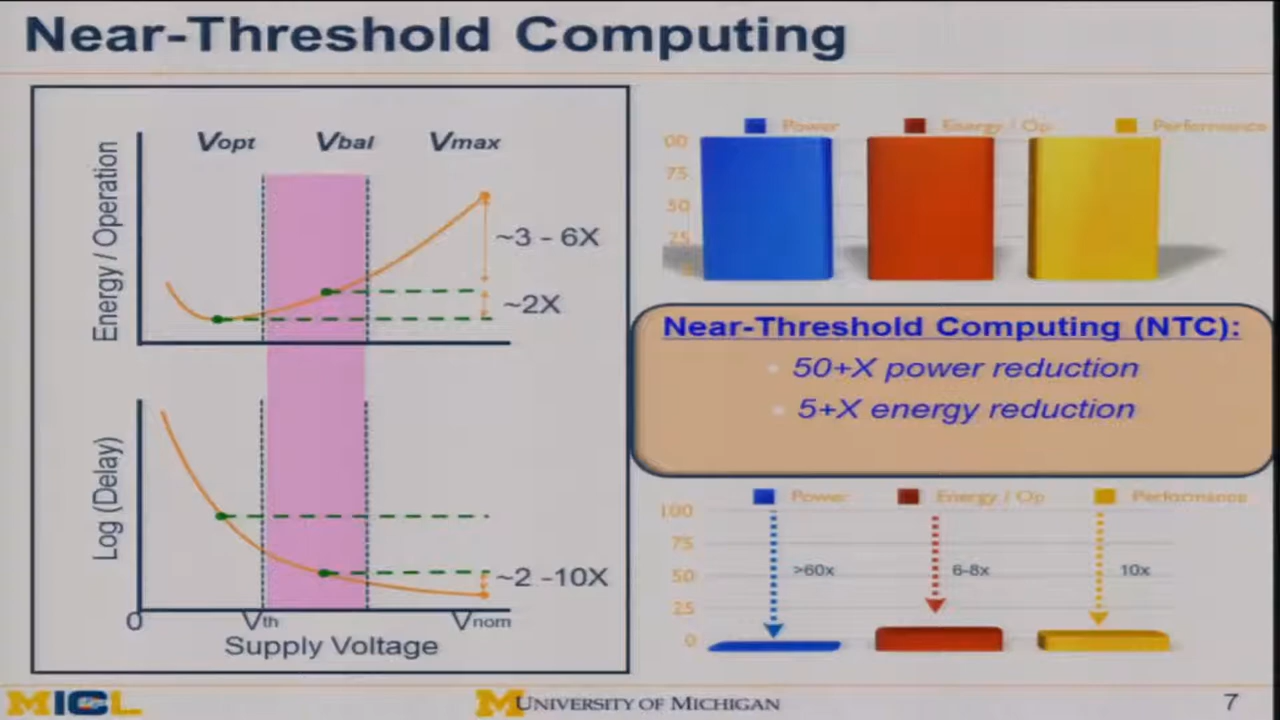 Near-Threshold Computing
Vopt Vbal Vmax
Energy / Operation
~3 - 6X
~2X
Log (Delay)
~2 -10X
0 Vth Vnom
Supply Voltage
Power Energy / Op Performance
00
75
50
25
Near-Threshold Computing (NTC):
50+X power reduction
5+X energy reduction
Power Energy / Op Performance
100
75
50
25
0
>60x 6-8x 10x
MICL
M UNIVERSITY OF MICHIGAN
7